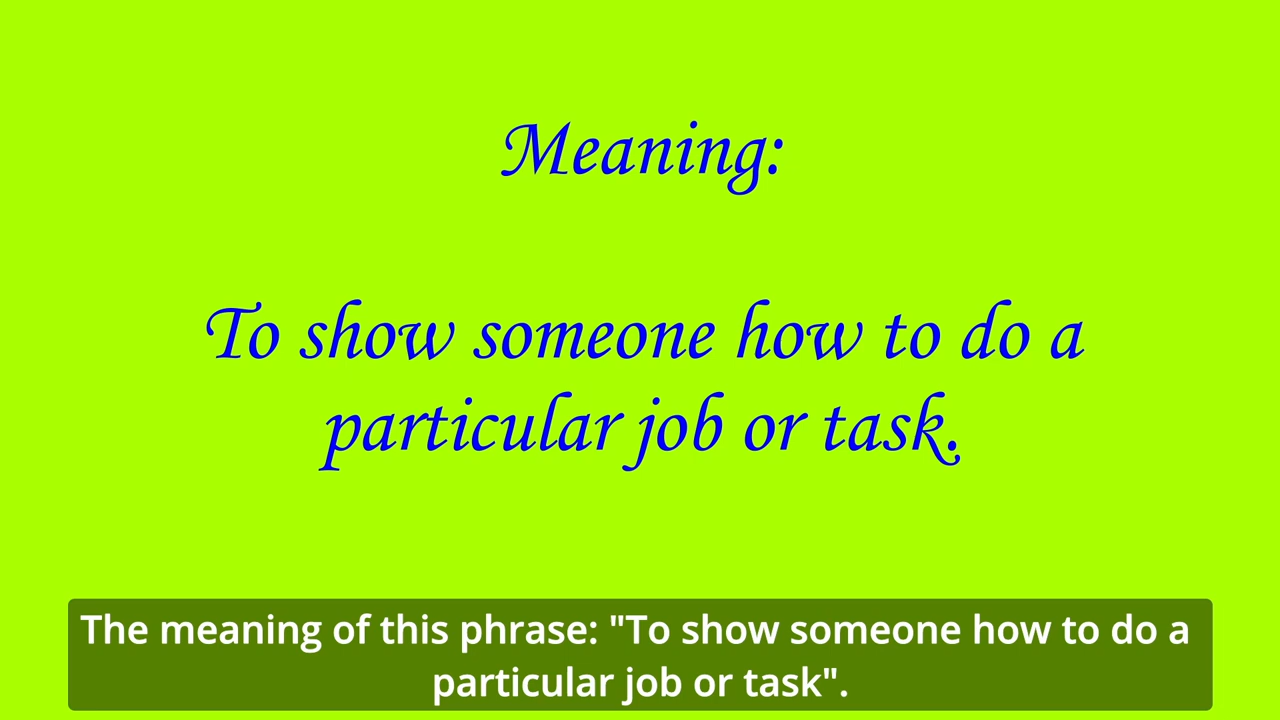 Meaning:
To show someone how to do a
particular job or task.
The meaning of this phrase: "To show someone how to do a
particular job or task".